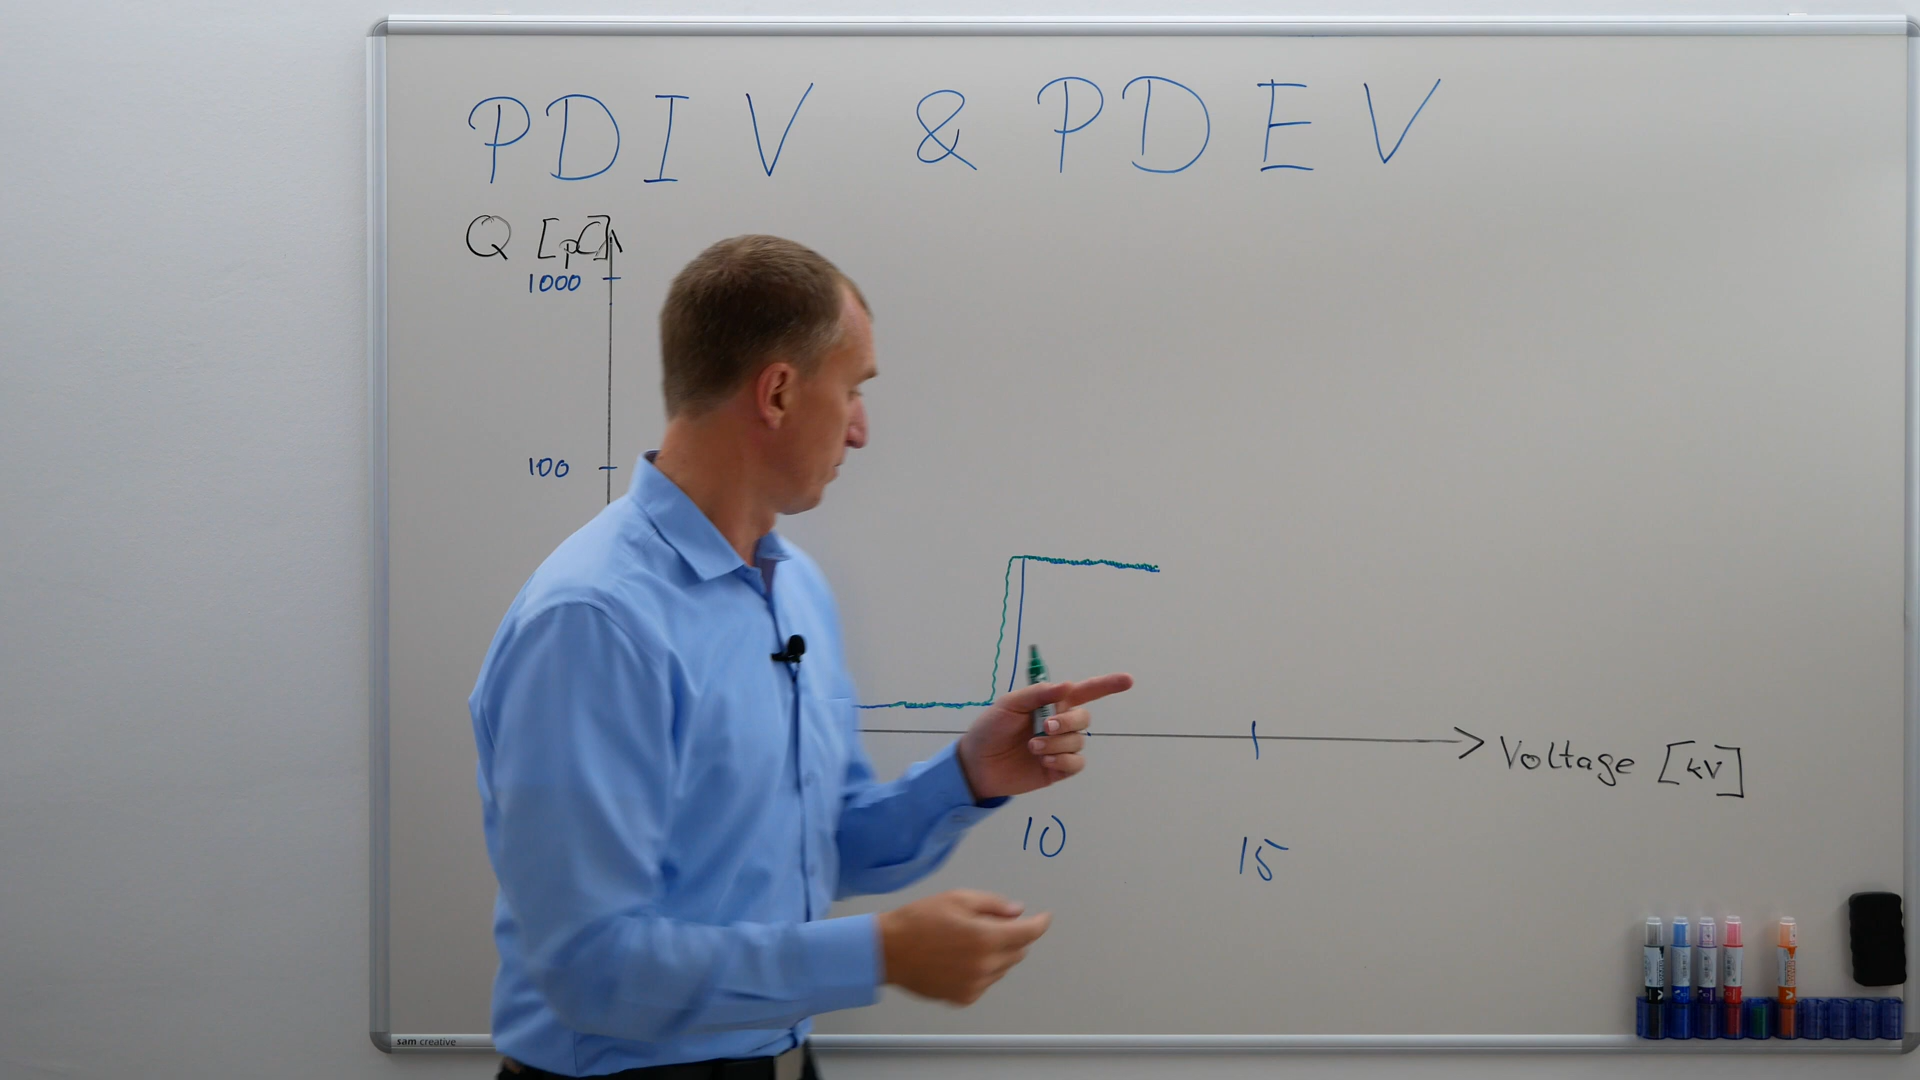 PDIV & PDEV
Q [pC]
1000
100
Voltage [kV]
10
15
sam creative